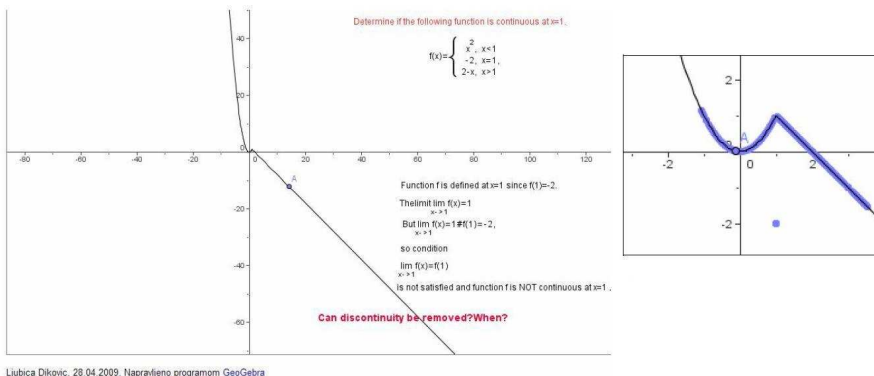 Determine if the following function is continuous at x=1.
f(x)= { x², x<1
-2, x=1,
2-x, x>1
40
20
0
-80 -60 -40 -20 0 20 40 60 80 100 120
A
-20
-40
-60
Function f is defined at x=1 since f(1)=-2.
Thelimit lim f(x)=1
x->1
But lim f(x)=1#f(1)=-2,
x->1
so condition
lim f(x)=f(1)
x->1
is not satisfied and function f is NOT continuous at x=1 .
Can discontinuity be removed?When?
Ljubica Dikovic, 28.04.2009, Napravljeno programom GeoGebra
2
A
0
-2 0 2
-2